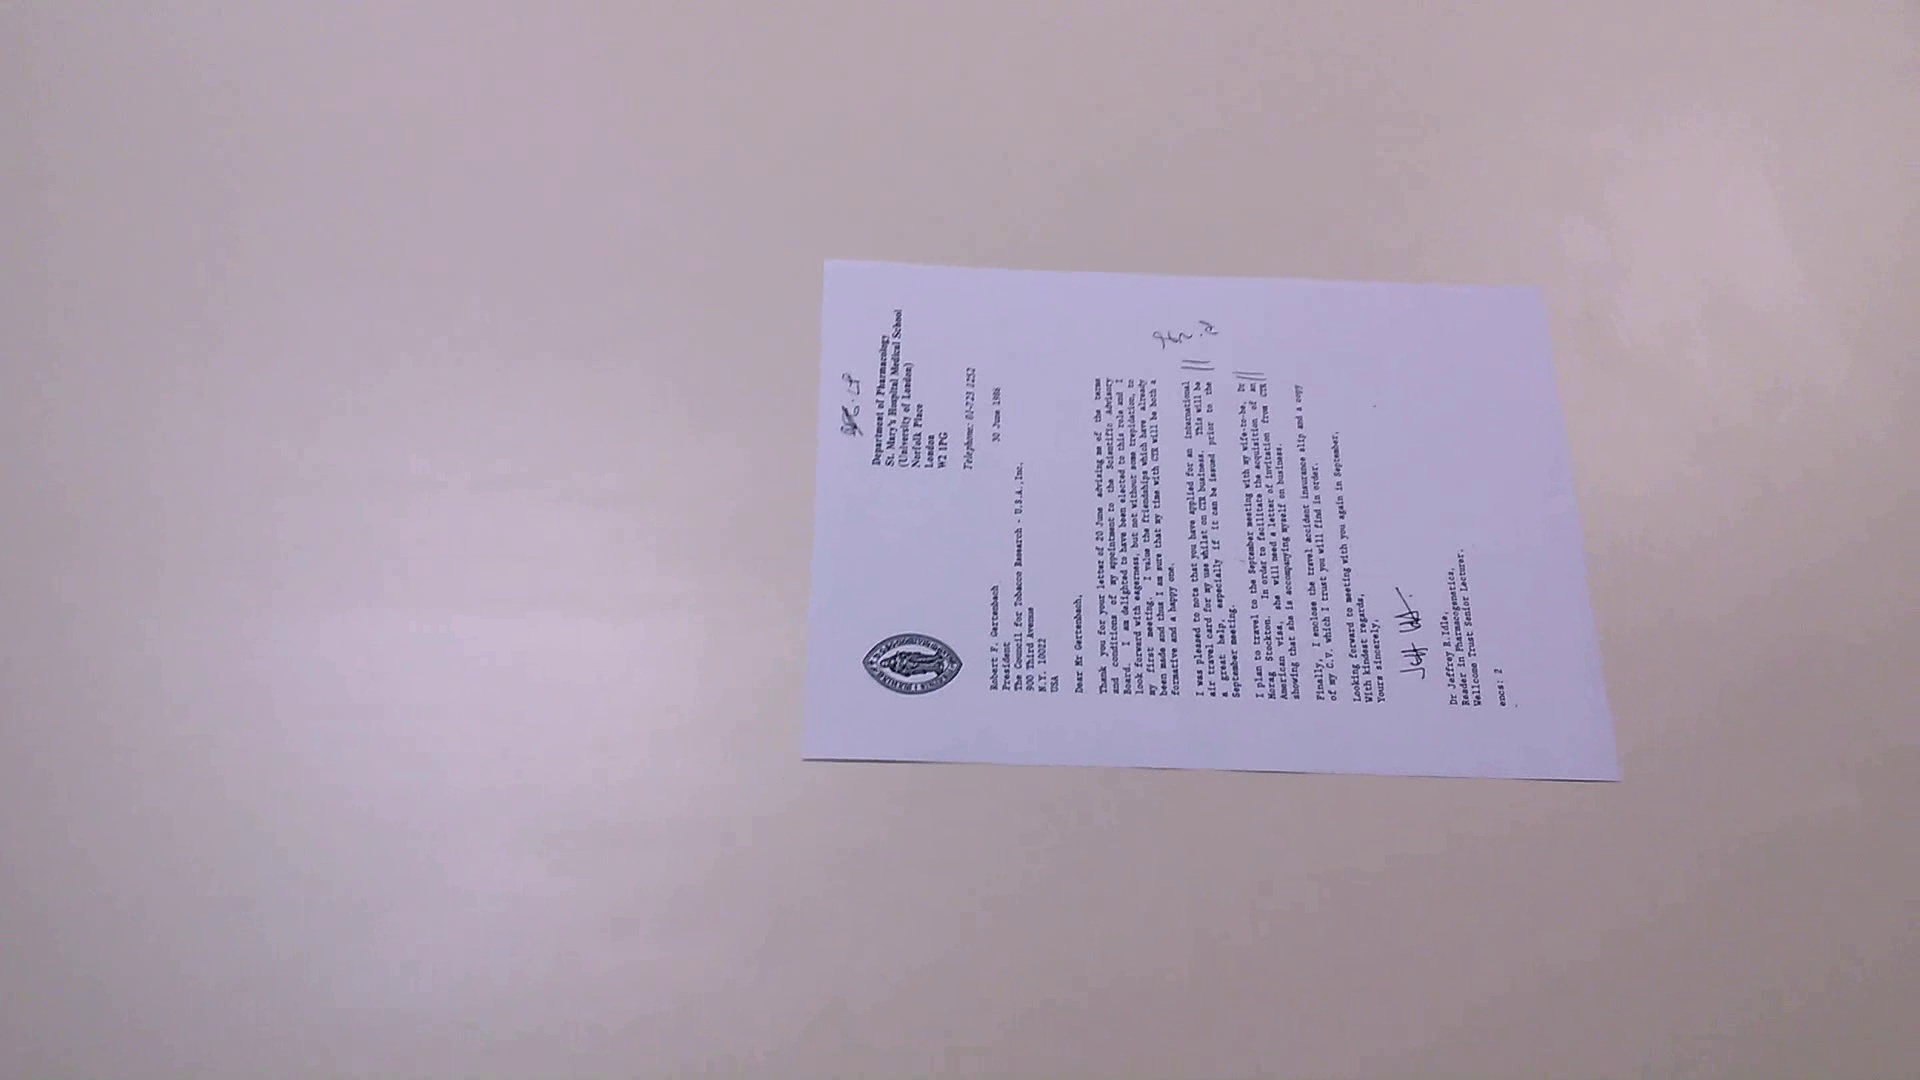 Department of Pharmacology
St. Mary's Hospital Medical School
(University of London)
Norfolk Place
London
W2 1PG
Telephone: 01-723 1252
30 June 1988
Robert F. Gertenbach
President
The Council for Tobacco Research - U.S.A.,Inc.
900 Third Avenue
N.Y. 10022
USA
Dear Mr Gertenbach,
Thank you for your letter of 20 June advising me of the terms
and conditions of my appointment to the Scientific Advisory
Board. I am delighted to have been elected to this role and I
look forward with eagerness, but not without some trepidation, to
my first meeting. I value the friendships which have already
been made and thus I am sure that my time with CTR will be both a
formative and a happy one.
I was pleased to note that you have applied for an international
air travel card for my use whilst on CTR business. This will be
a great help, especially if it can be issued prior to the
September meeting.
I plan to travel to the September meeting with my wife-to-be, Dr
Morag Stockton. In order to facilitate the acquisition of an
American visa, she will need a letter of invitation from CTR
showing that she is accompanying myself on business.
Finally, I enclose the travel accident insurance slip and a copy
of my C.V. which I trust you will find in order.
Looking forward to meeting with you again in September,
With kindest regards,
Yours sincerely,
Dr Jeffrey R.Idle,
Reader in Pharmacogenetics,
Wellcome Trust Senior Lecturer.
encs: 2